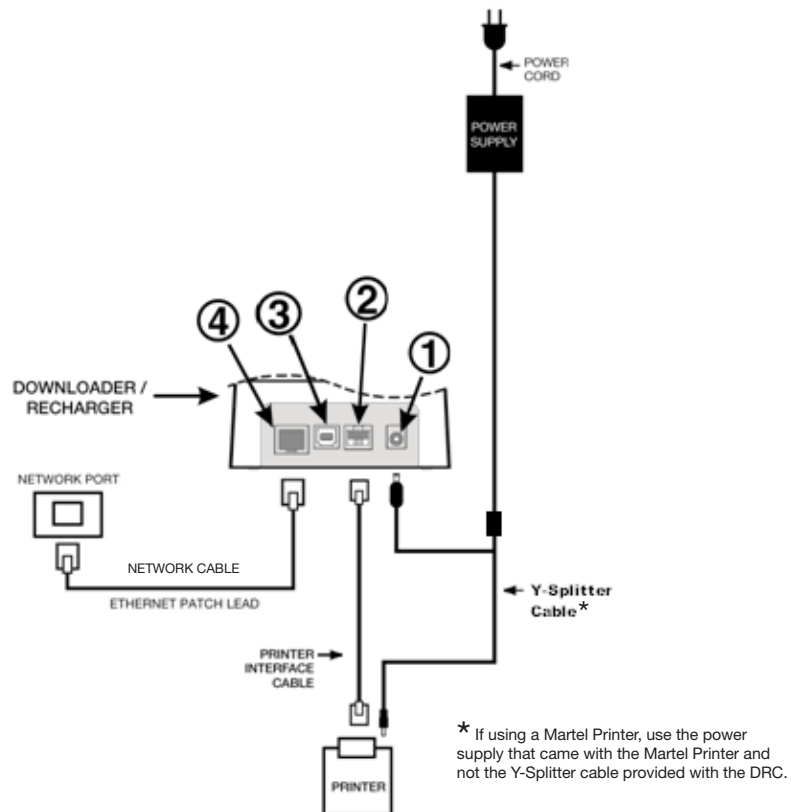 POWER
CORD
POWER
SUPPLY
④
③
②
①
DOWNLOADER /
RECHARGER
NETWORK PORT
NETWORK CABLE
ETHERNET PATCH LEAD
Y-Splitter
Cable*
PRINTER
INTERFACE
CABLE
PRINTER
* If using a Martel Printer, use the power
supply that came with the Martel Printer and
not the Y-Splitter cable provided with the DRC.